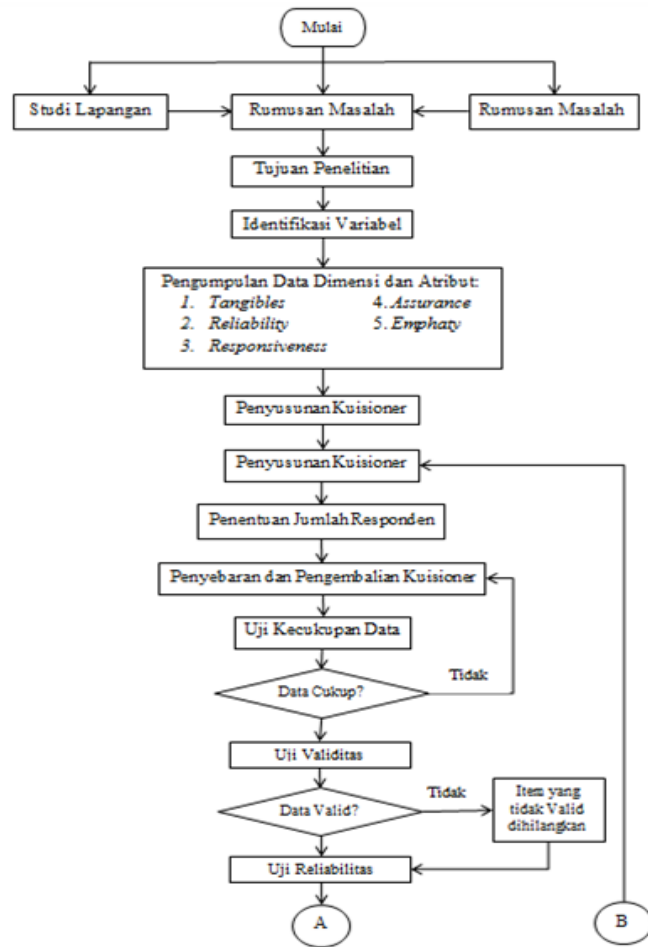 Mulai
Studi Lapangan
Rumusan Masalah
Rumusan Masalah
Tujuan Penelitian
Identifikasi Variabel
Pengumpulan Data Dimensi dan Atribut:
1. Tangibles 4. Assurance
2. Reliability 5. Emphaty
3. Responsiveness
Penyusunan Kuisioner
Penyusunan Kuisioner
Penentuan Jumlah Responden
Penyebaran dan Pengembalian Kuisioner
Uji Kecukupan Data
Data Cukup?
Tidak
Uji Validitas
Data Valid?
Tidak
Item yang
tidak Valid
dihilangkan
Uji Reliabilitas
A
B